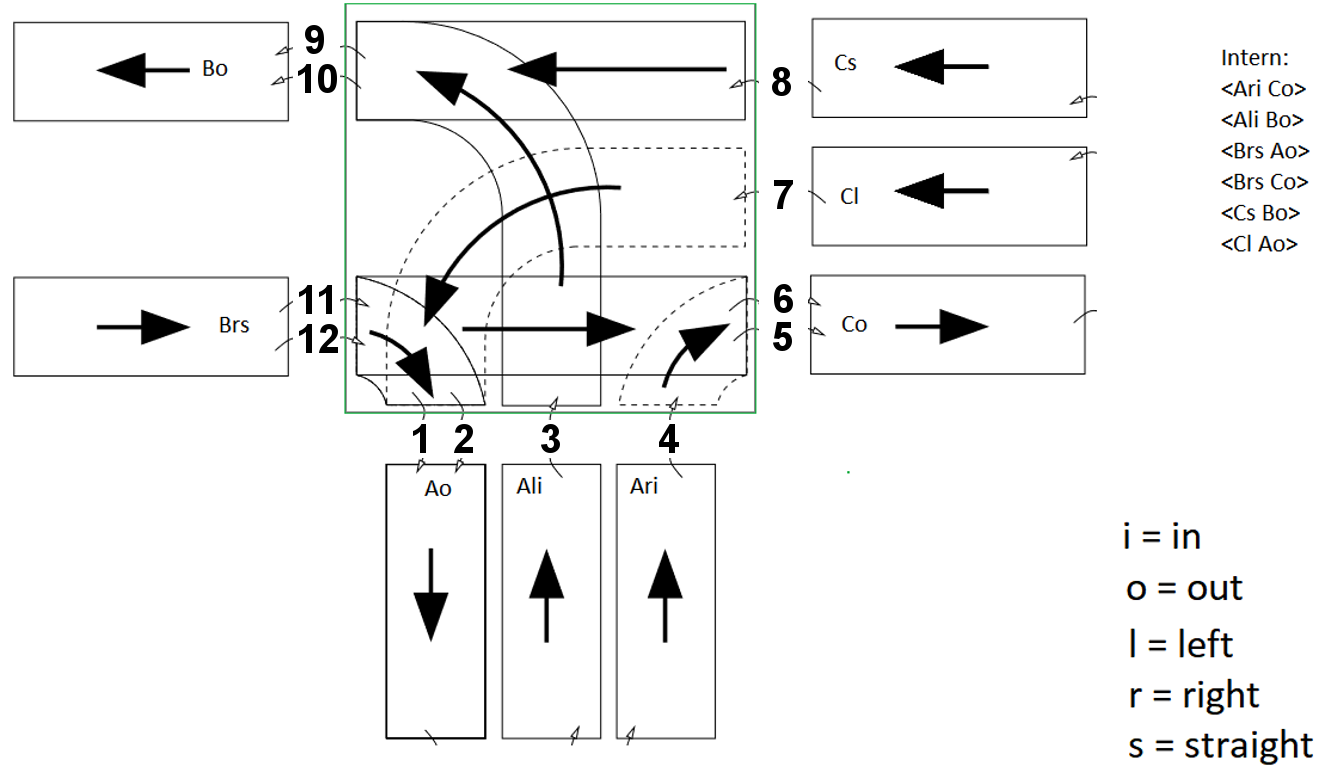 Bo
9
10
8
Cs
Intern:
<Ari Co>
<Ali Bo>
<Brs Ao>
<Brs Co>
<Cs Bo>
<Cl Ao>
7
Cl
Brs
11
12
6
5
Co
1
2
3
4
Ao
Ali
Ari
i = in
o = out
l = left
r = right
s = straight